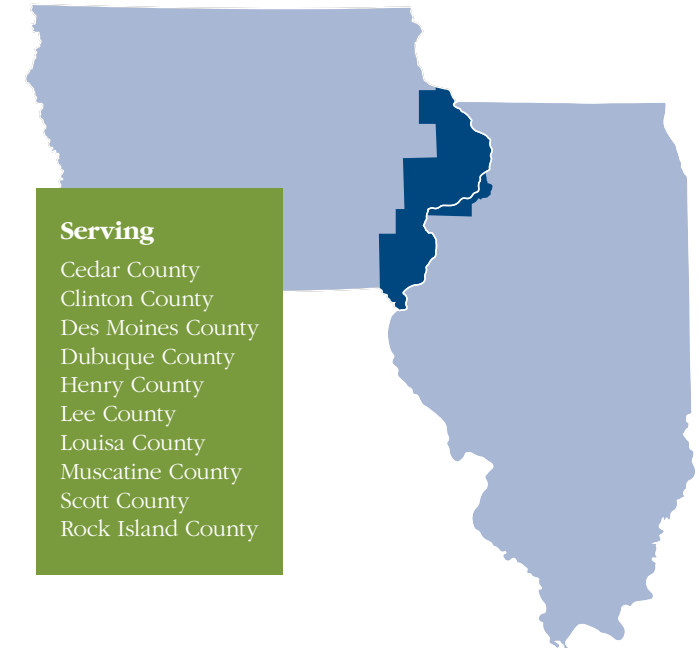 Serving
Cedar County
Clinton County
Des Moines County
Dubuque County
Henry County
Lee County
Louisa County
Muscatine County
Scott County
Rock Island County